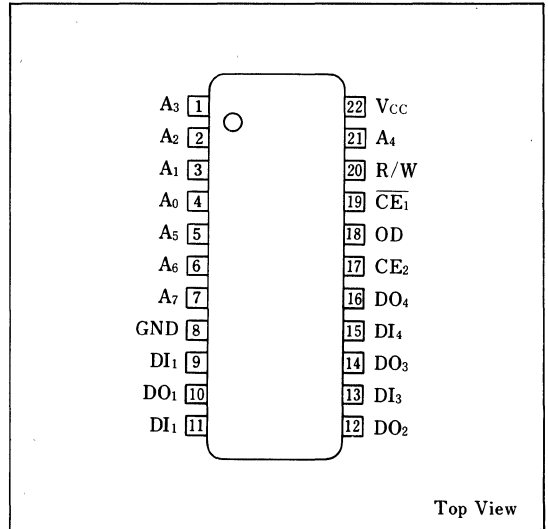 A3 1 22 VCC
A2 2 21 A4
A1 3 20 R/W
A0 4 19 CE1
A5 5 18 OD
A6 6 17 CE2
A7 7 16 DO4
GND 8 15 DI4
DI1 9 14 DO3
DO1 10 13 DI3
DI1 11 12 DO2
Top View